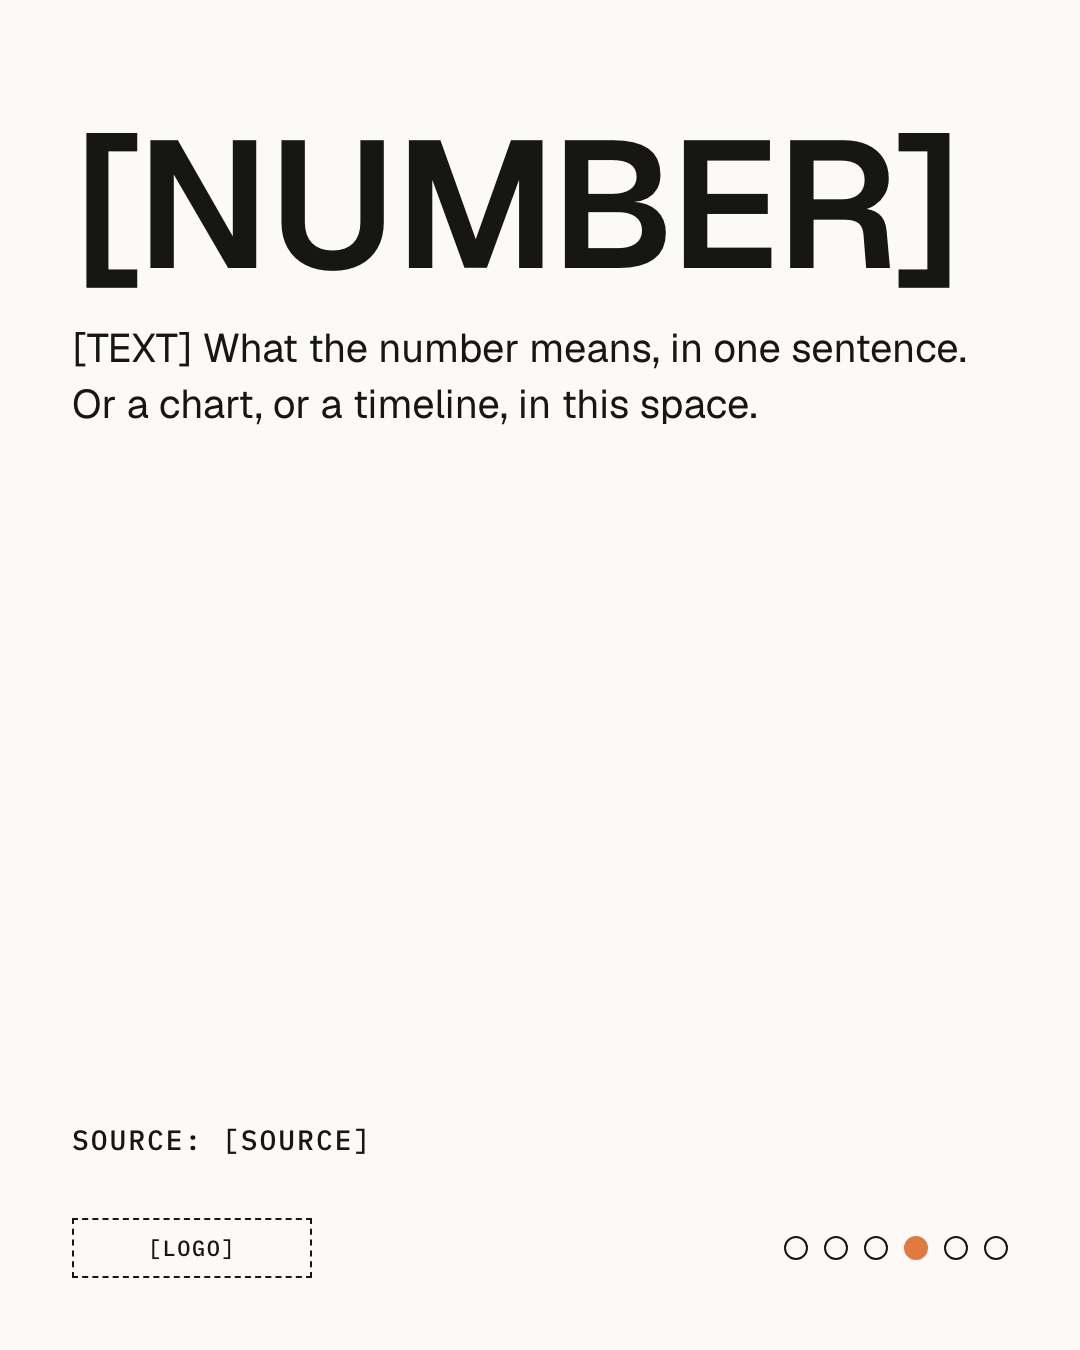 [NUMBER]
[TEXT] What the number means, in one sentence.
Or a chart, or a timeline, in this space.
SOURCE: [SOURCE]
[LOGO]